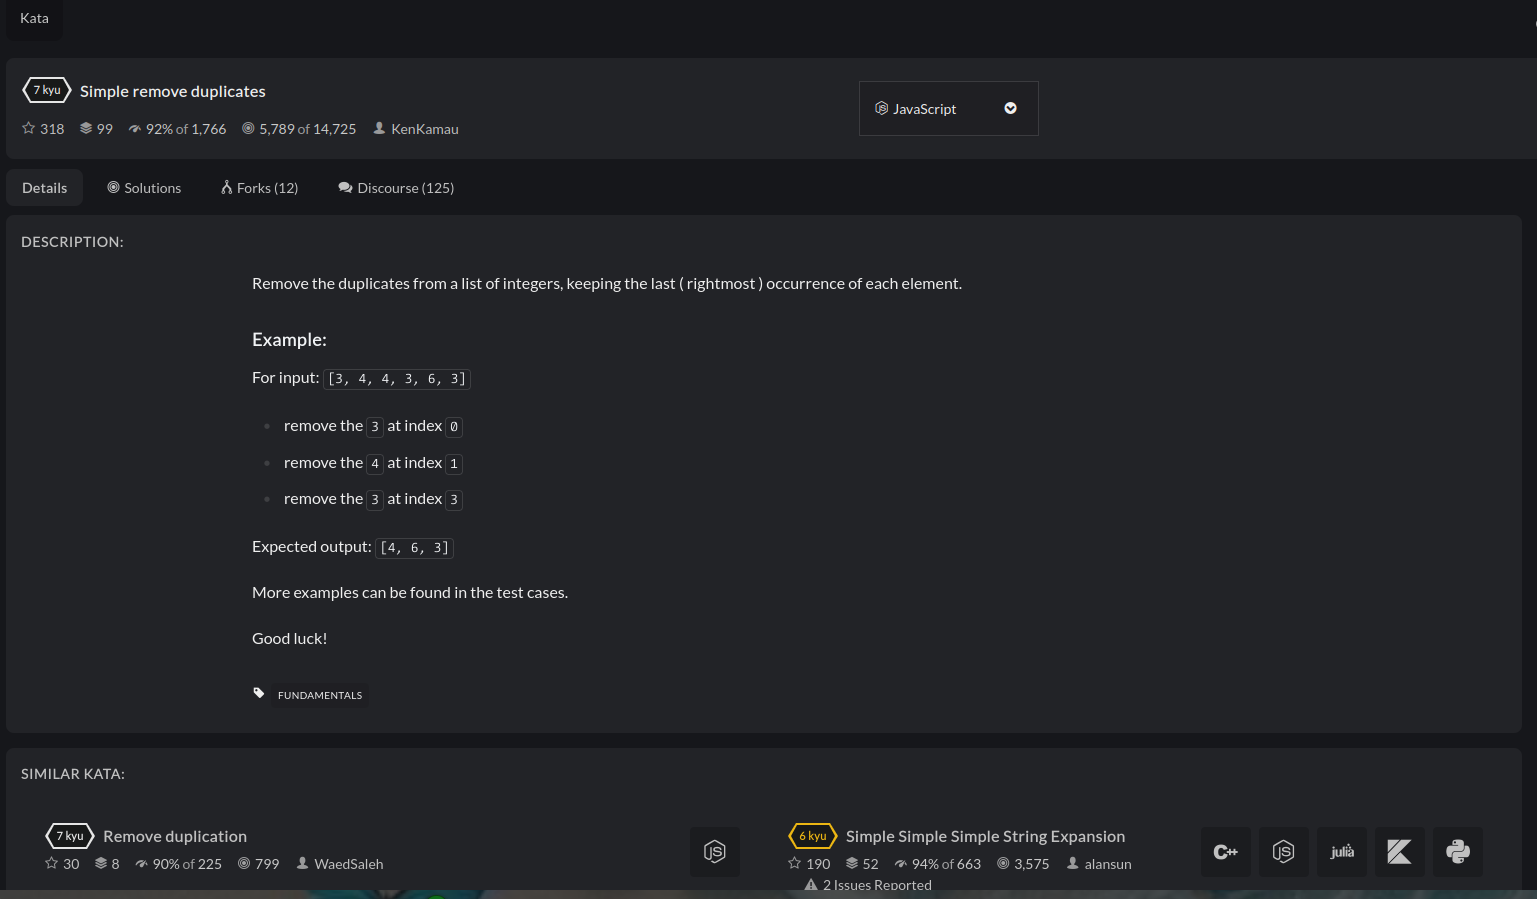 Kata
7 kyu Simple remove duplicates
318 99 92% of 1,766 5,789 of 14,725 KenKamau
JS JavaScript
Details Solutions Forks (12) Discourse (125)
DESCRIPTION:
Remove the duplicates from a list of integers, keeping the last ( rightmost ) occurrence of each element.
Example:
For input: [3, 4, 4, 3, 6, 3]
remove the 3 at index 0
remove the 4 at index 1
remove the 3 at index 3
Expected output: [4, 6, 3]
More examples can be found in the test cases.
Good luck!
FUNDAMENTALS
SIMILAR KATA:
7 kyu Remove duplication
30 8 90% of 225 799 WaedSaleh
JS
6 kyu Simple Simple Simple String Expansion
190 52 94% of 663 3,575 alansun
2 Issues Reported
C++ JS julia